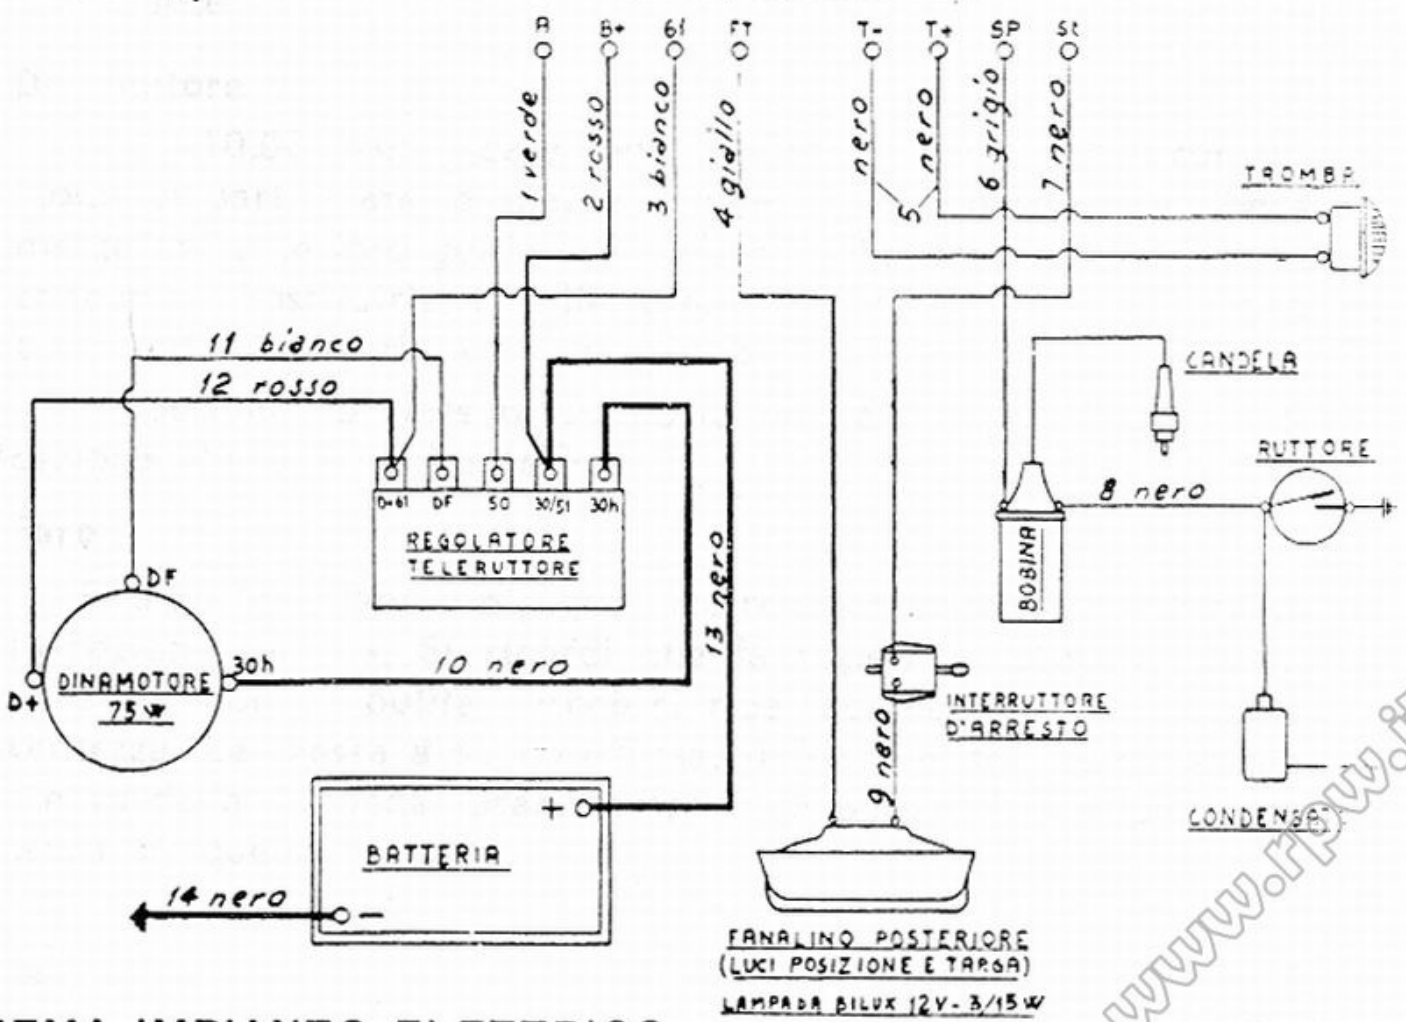 A B+ 61 FT T- T+ SP St
1 verde
2 rosso
3 bianco
4 giallo
nero
5
nero
6 grigio
7 nero
TROMBA
11 bianco
12 rosso
CANDELA
RUTTORE
8 nero
D+61 DF 50 30/51 30h
REGOLATORE
TELERUTTORE
BOBINA
13 nero
DF
30h
10 nero
D+
DINAMOTORE
75 W
INTERRUTTORE
D'ARRESTO
9 nero
+
BATTERIA
14 nero
-
FANALINO POSTERIORE
(LUCI POSIZIONE E TARGA)
LAMPADA BILUX 12V - 3/15 W
www.rpw.i